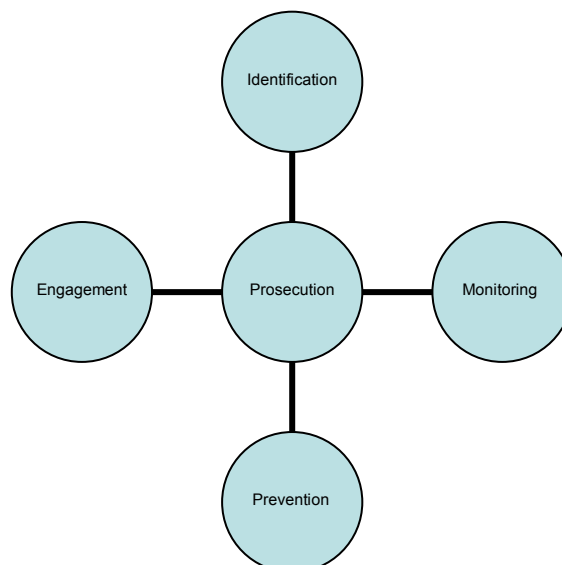 Identification
Engagement
Prosecution
Monitoring
Prevention